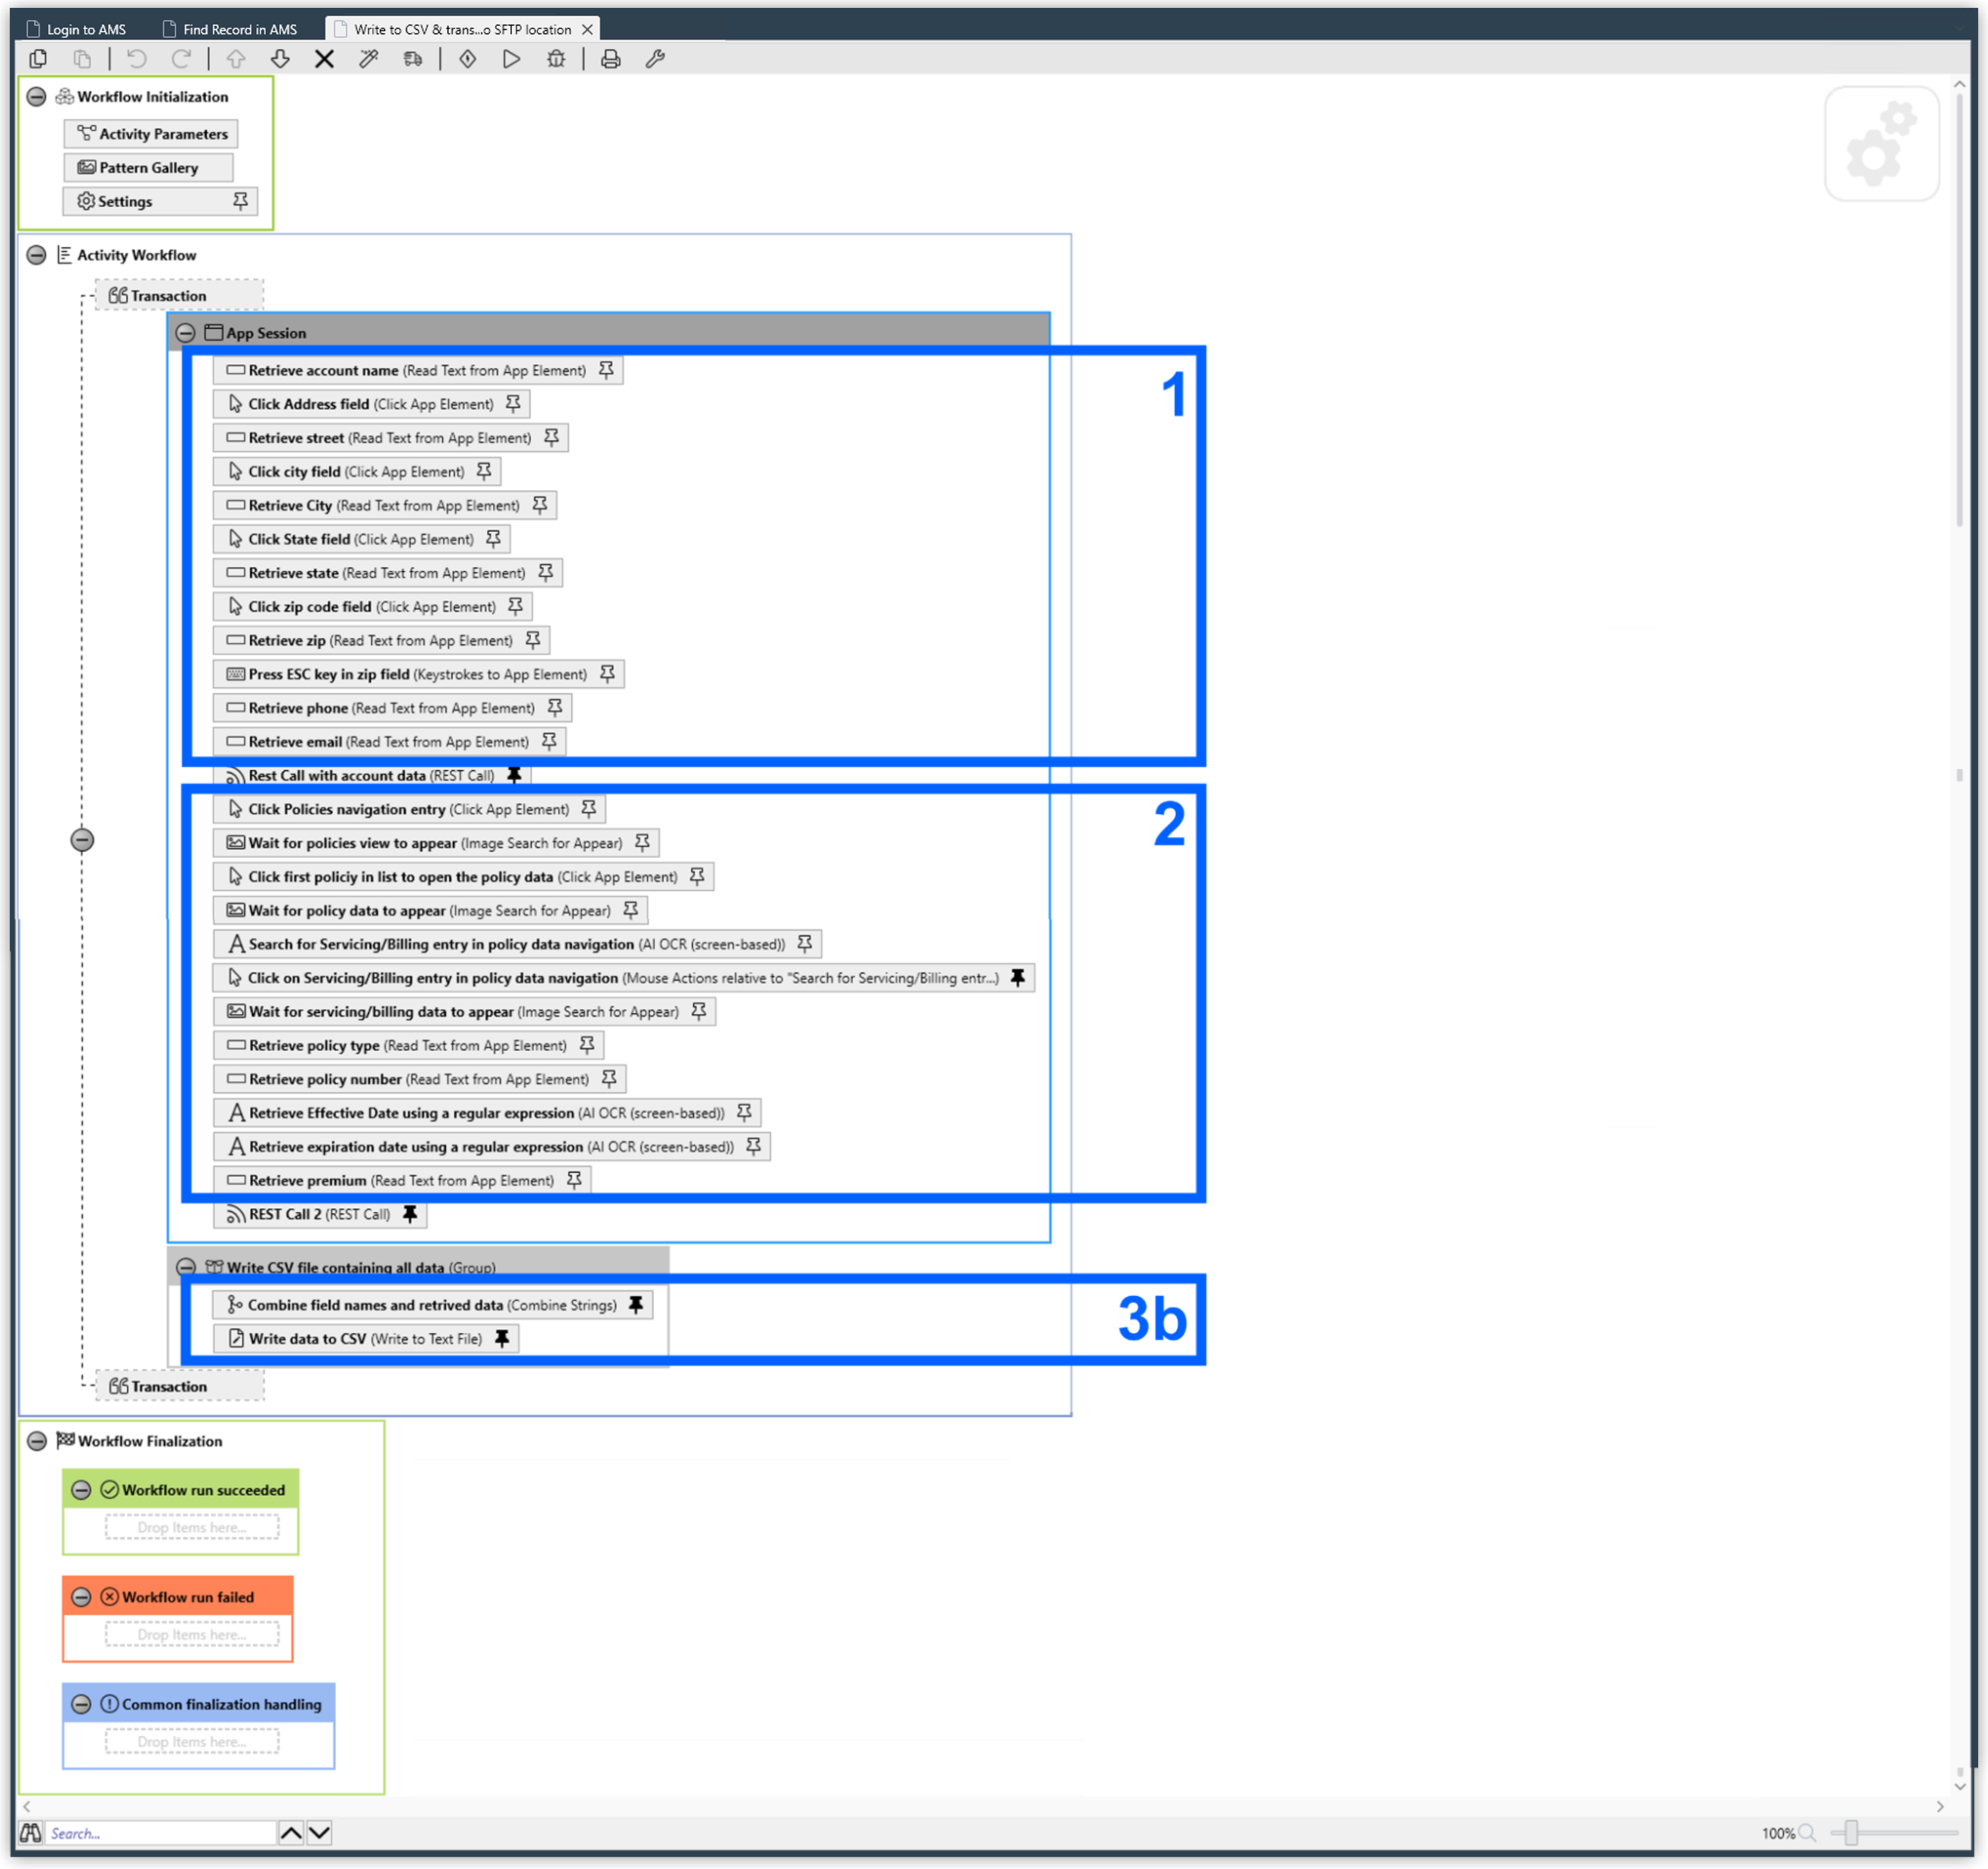 Login to AMS Find Record in AMS Write to CSV & trans...o SFTP location
Workflow Initialization
Activity Parameters
Pattern Gallery
Settings
Activity Workflow
Transaction
App Session
1
Retrieve account name (Read Text from App Element)
Click Address field (Click App Element)
Retrieve street (Read Text from App Element)
Click city field (Click App Element)
Retrieve City (Read Text from App Element)
Click State field (Click App Element)
Retrieve state (Read Text from App Element)
Click zip code field (Click App Element)
Retrieve zip (Read Text from App Element)
Press ESC key in zip field (Keystrokes to App Element)
Retrieve phone (Read Text from App Element)
Retrieve email (Read Text from App Element)
Rest Call with account data (REST Call)
2
Click Policies navigation entry (Click App Element)
Wait for policies view to appear (Image Search for Appear)
Click first policiy in list to open the policy data (Click App Element)
Wait for policy data to appear (Image Search for Appear)
Search for Servicing/Billing entry in policy data navigation (AI OCR (screen-based))
Click on Servicing/Billing entry in policy data navigation (Mouse Actions relative to "Search for Servicing/Billing entr...)
Wait for servicing/billing data to appear (Image Search for Appear)
Retrieve policy type (Read Text from App Element)
Retrieve policy number (Read Text from App Element)
Retrieve Effective Date using a regular expression (AI OCR (screen-based))
Retrieve expiration date using a regular expression (AI OCR (screen-based))
Retrieve premium (Read Text from App Element)
REST Call 2 (REST Call)
Write CSV file containing all data (Group)
3b
Combine field names and retrived data (Combine Strings)
Write data to CSV (Write to Text File)
Transaction
Workflow Finalization
Workflow run succeeded
Drop Items here...
Workflow run failed
Drop Items here...
Common finalization handling
Drop Items here...
Search... 100%